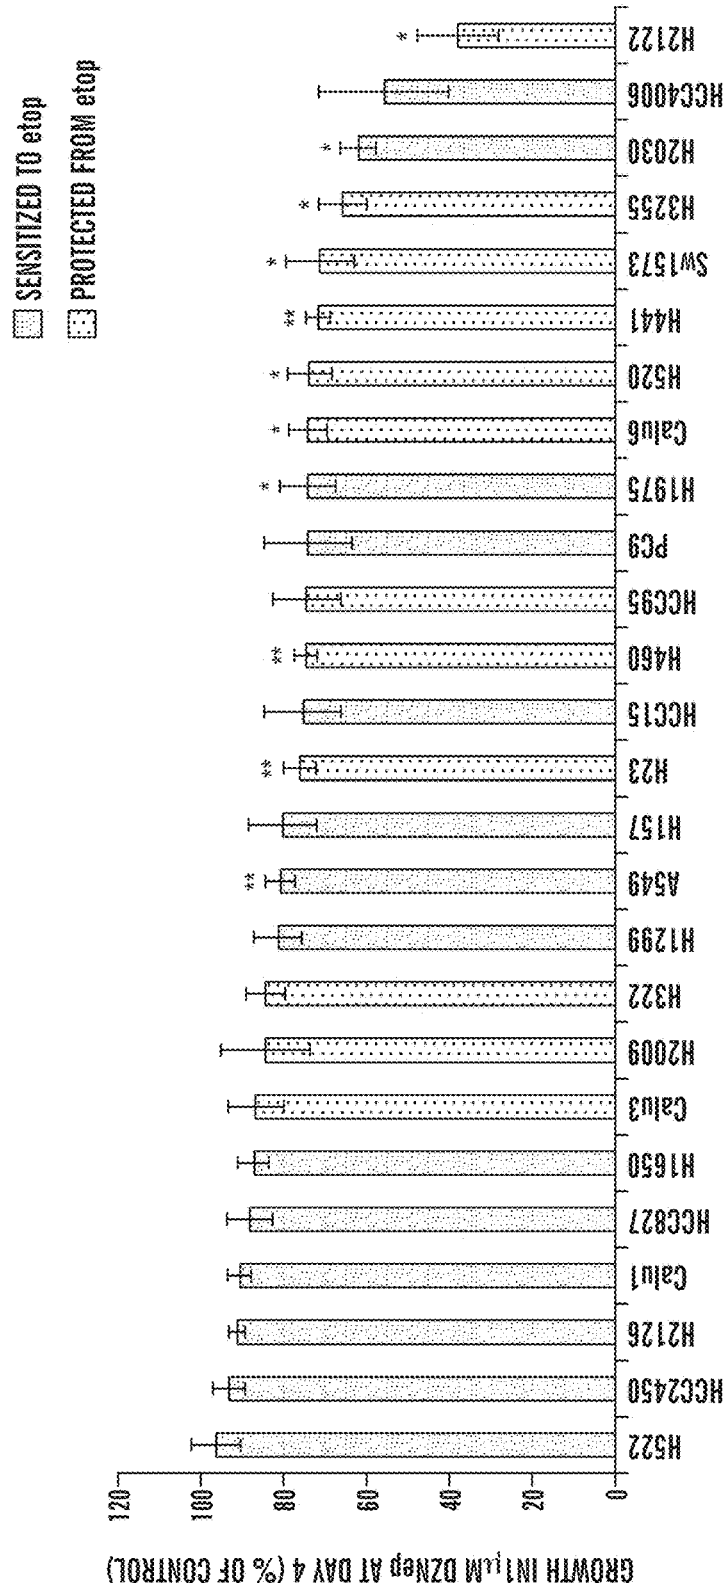 SENSITIZED TO etop
PROTECTED FROM etop
GROWTH IN1µM DZNep AT DAY 4 (% OF CONTROL)
120
100
80
60
40
20
0
**
**
**
*
*
*
**
*
*
*
*
H522
HCC2450
H2126
Calu1
HCC827
H1650
Calu3
H2009
H322
H1299
A549
H157
H23
HCC15
H460
HCC95
PC9
H1975
Calu6
H520
H441
Sw1573
H3255
H2030
HCC4006
H2122